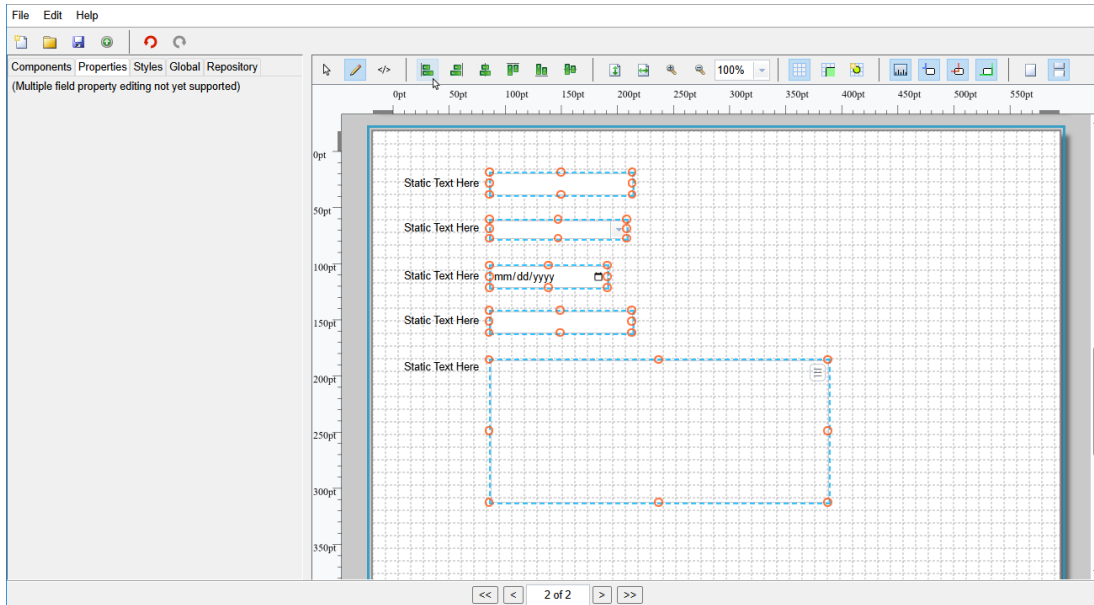 File Edit Help
Components Properties Styles Global Repository
(Multiple field property editing not yet supported)
</> 100%
0pt 50pt 100pt 150pt 200pt 250pt 300pt 350pt 400pt 450pt 500pt 550pt
0pt
Static Text Here
50pt
Static Text Here
100pt
Static Text Here mm/dd/yyyy
Static Text Here
150pt
Static Text Here
200pt
250pt
300pt
350pt
<< < 2 of 2 > >>